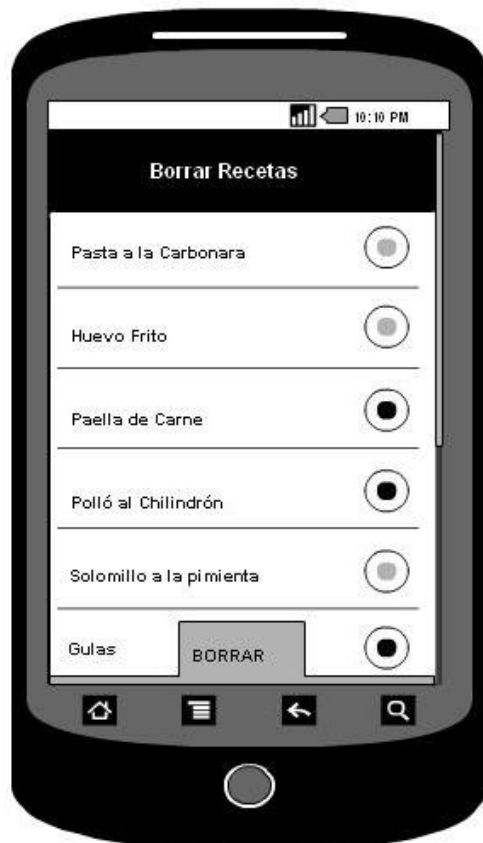 10:10 PM
Borrar Recetas
Pasta a la Carbonara
Huevo Frito
Paella de Carne
Polló al Chilindrón
Solomillo a la pimienta
Gulas
BORRAR